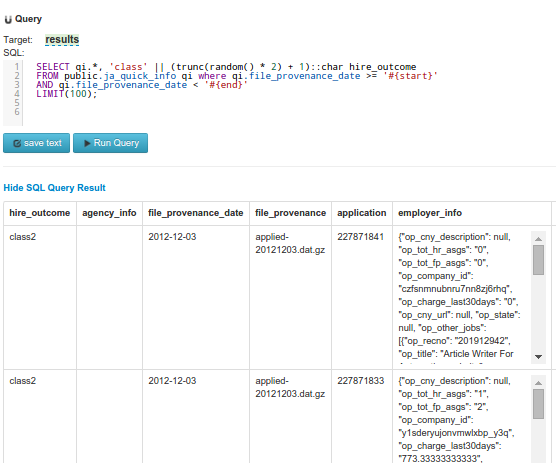 Query
Target: results
SQL:
1 SELECT qi.*, 'class' || (trunc(random() * 2) + 1)::char hire_outcome
2 FROM public.ja_quick_info qi where qi.file_provenance_date >= '#{start}'
3 AND qi.file_provenance_date < '#{end}'
4 LIMIT(100);
5
6
save text Run Query
Hide SQL Query Result
hire_outcome agency_info file_provenance_date file_provenance application employer_info
class2 2012-12-03 applied-20121203.dat.gz 227871841 {"op_cny_description": null,
"op_tot_hr_asgs": "0",
"op_tot_fp_asgs": "0",
"op_company_id":
"czfsnmnubnru7nn8zj6rhq",
"op_charge_last30days": "0",
"op_cny_url": null, "op_state":
null, "op_other_jobs":
[{"op_recno": "201912942",
"op_title": "Article Writer For
class2 2012-12-03 applied-20121203.dat.gz 227871833 {"op_cny_description": null,
"op_tot_hr_asgs": "1",
"op_tot_fp_asgs": "2",
"op_company_id":
"y1sderyujonvmwlxbp_y3q",
"op_charge_last30days":
"773.33333333333",